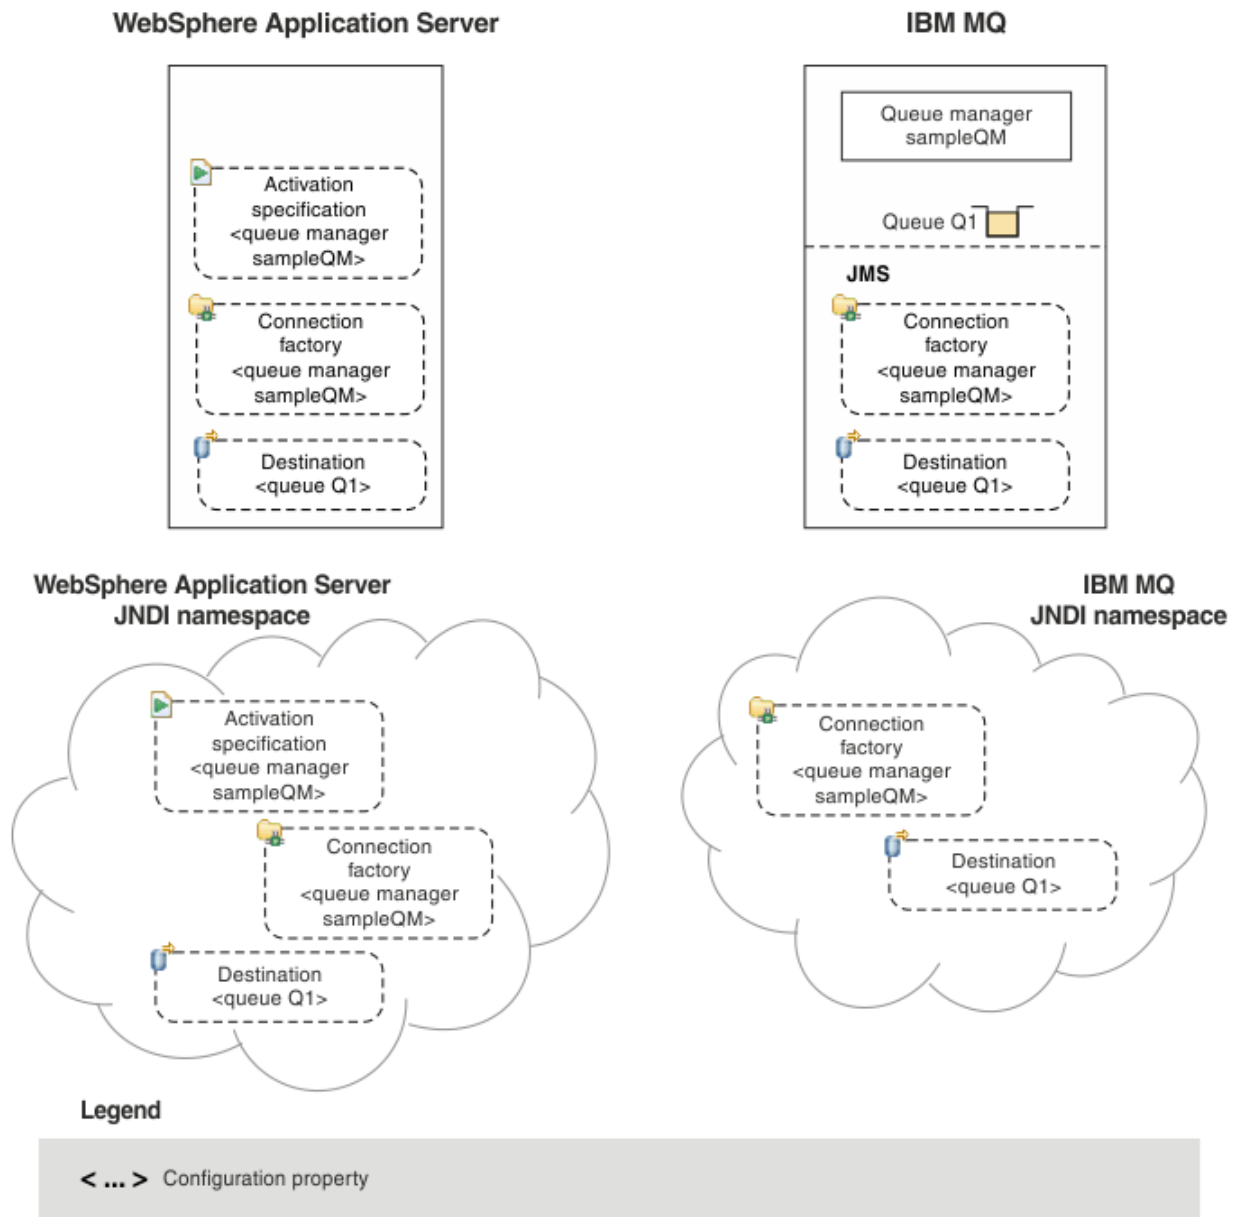 WebSphere Application Server
Activation
specification
<queue manager
sampleQM>
Connection
factory
<queue manager
sampleQM>
Destination
<queue Q1>
IBM MQ
Queue manager
sampleQM
Queue Q1
JMS
Connection
factory
<queue manager
sampleQM>
Destination
<queue Q1>
WebSphere Application Server
JNDI namespace
Activation
specification
<queue manager
sampleQM>
Connection
factory
<queue manager
sampleQM>
Destination
<queue Q1>
IBM MQ
JNDI namespace
Connection
factory
<queue manager
sampleQM>
Destination
<queue Q1>
Legend
< ... > Configuration property